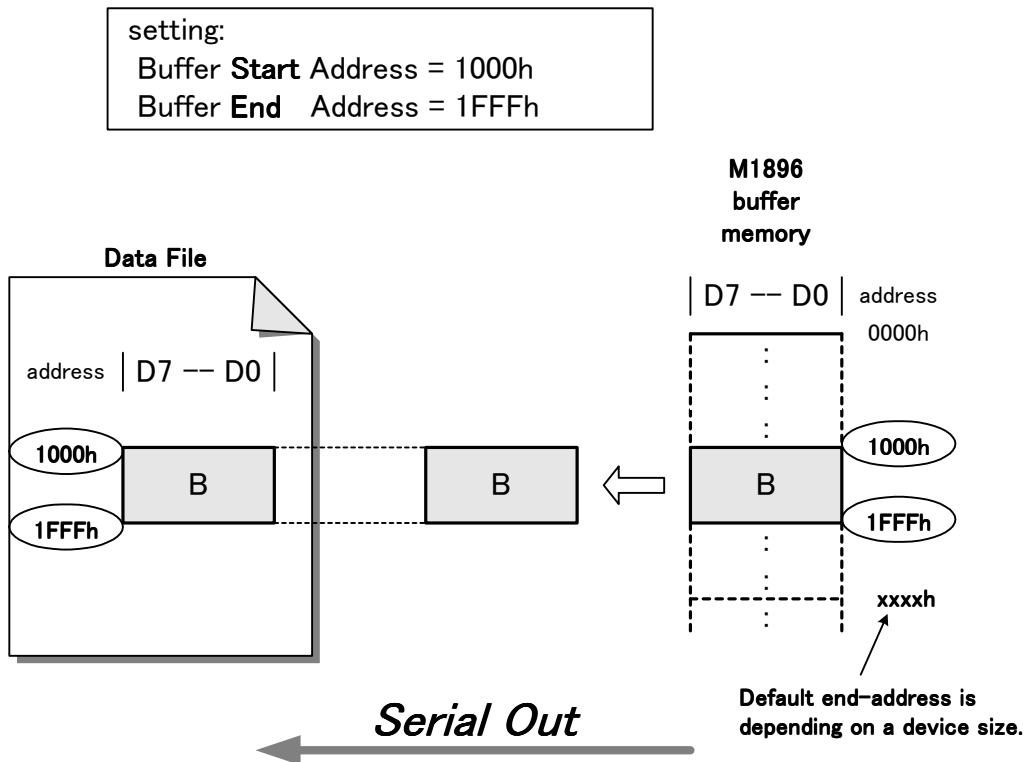 setting:
Buffer Start Address = 1000h
Buffer End Address = 1FFFh
M1896
buffer
memory
Data File
D7 -- D0
address
0000h
address
D7 -- D0
1000h
1FFFh
B
B
B
1000h
1FFFh
xxxxh
Default end-address is
depending on a device size.
Serial Out